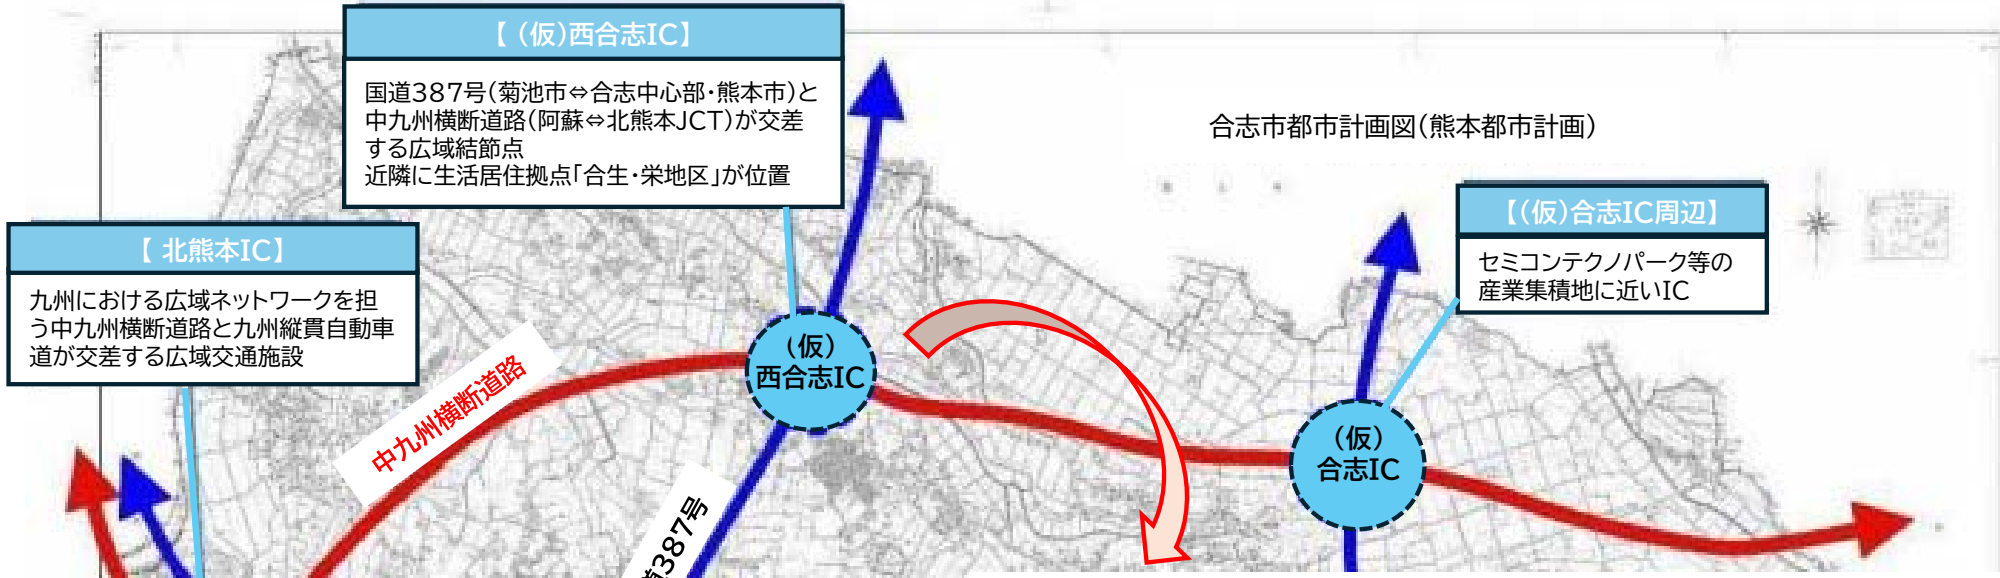 【 (仮)西合志IC】
国道387号(菊池市⇔合志中心部・熊本市)と
中九州横断道路(阿蘇⇔北熊本JCT)が交差
する広域結節点
近隣に生活居住拠点「合生・栄地区」が位置
合志市都市計画図(熊本都市計画)
【(仮)合志IC周辺】
セミコンテクノパーク等の
産業集積地に近いIC
【 北熊本IC】
九州における広域ネットワークを担
う中九州横断道路と九州縦貫自動車
道が交差する広域交通施設
(仮)
西合志IC
中九州横断道路
(仮)
合志IC
道387号